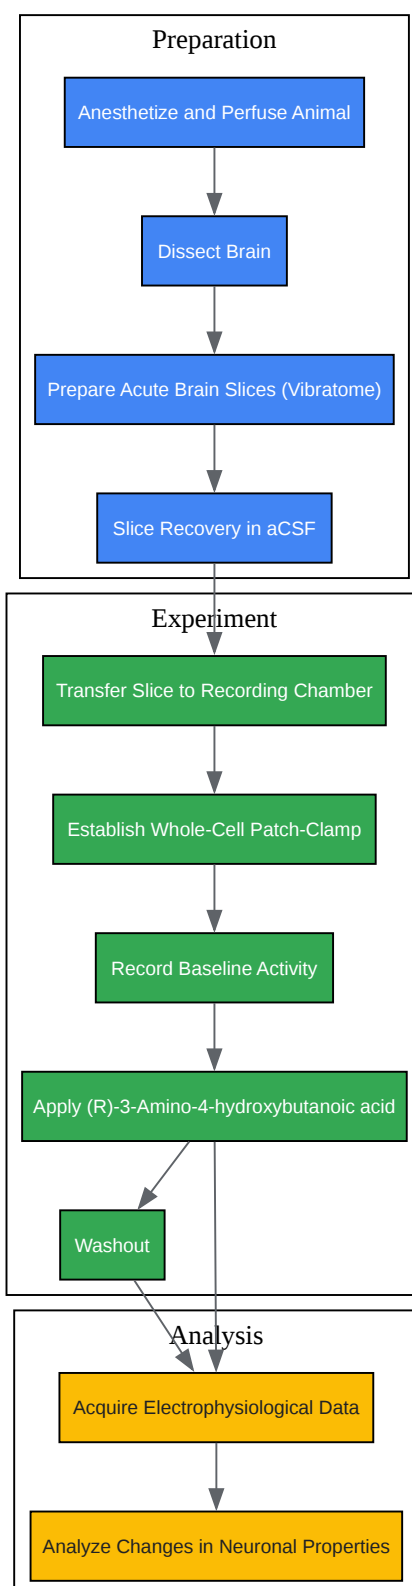 Preparation
Anesthetize and Perfuse Animal
Dissect Brain
Prepare Acute Brain Slices (Vibratome)
Slice Recovery in aCSF
Experiment
Transfer Slice to Recording Chamber
Establish Whole-Cell Patch-Clamp
Record Baseline Activity
Apply (R)-3-Amino-4-hydroxybutanoic acid
Washout
Analysis
Acquire Electrophysiological Data
Analyze Changes in Neuronal Properties